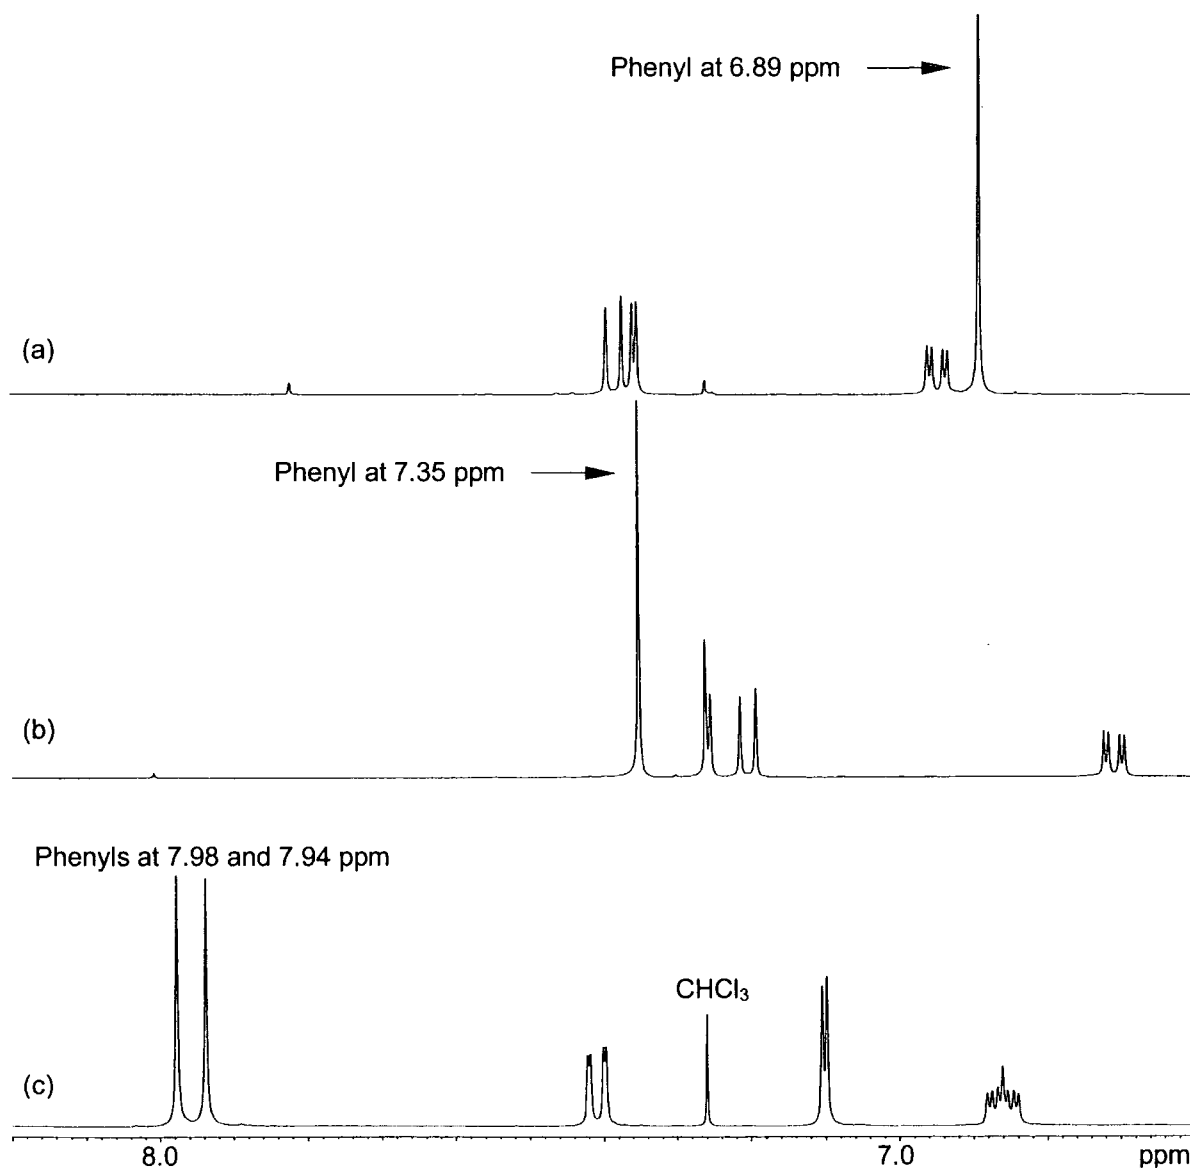 Phenyl at 6.89 ppm
(a)
Phenyl at 7.35 ppm
(b)
Phenyls at 7.98 and 7.94 ppm
CHCl₃
(c)
8.0 7.0 ppm